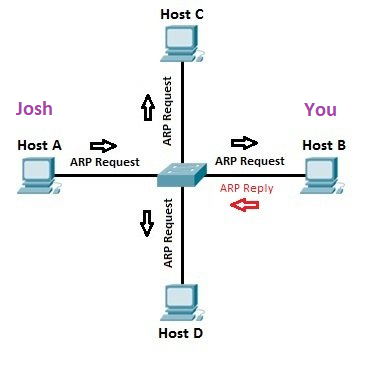 Host C
Josh
You
ARP Request
Host A
ARP Request
ARP Request
Host B
ARP Reply
ARP Request
Host D